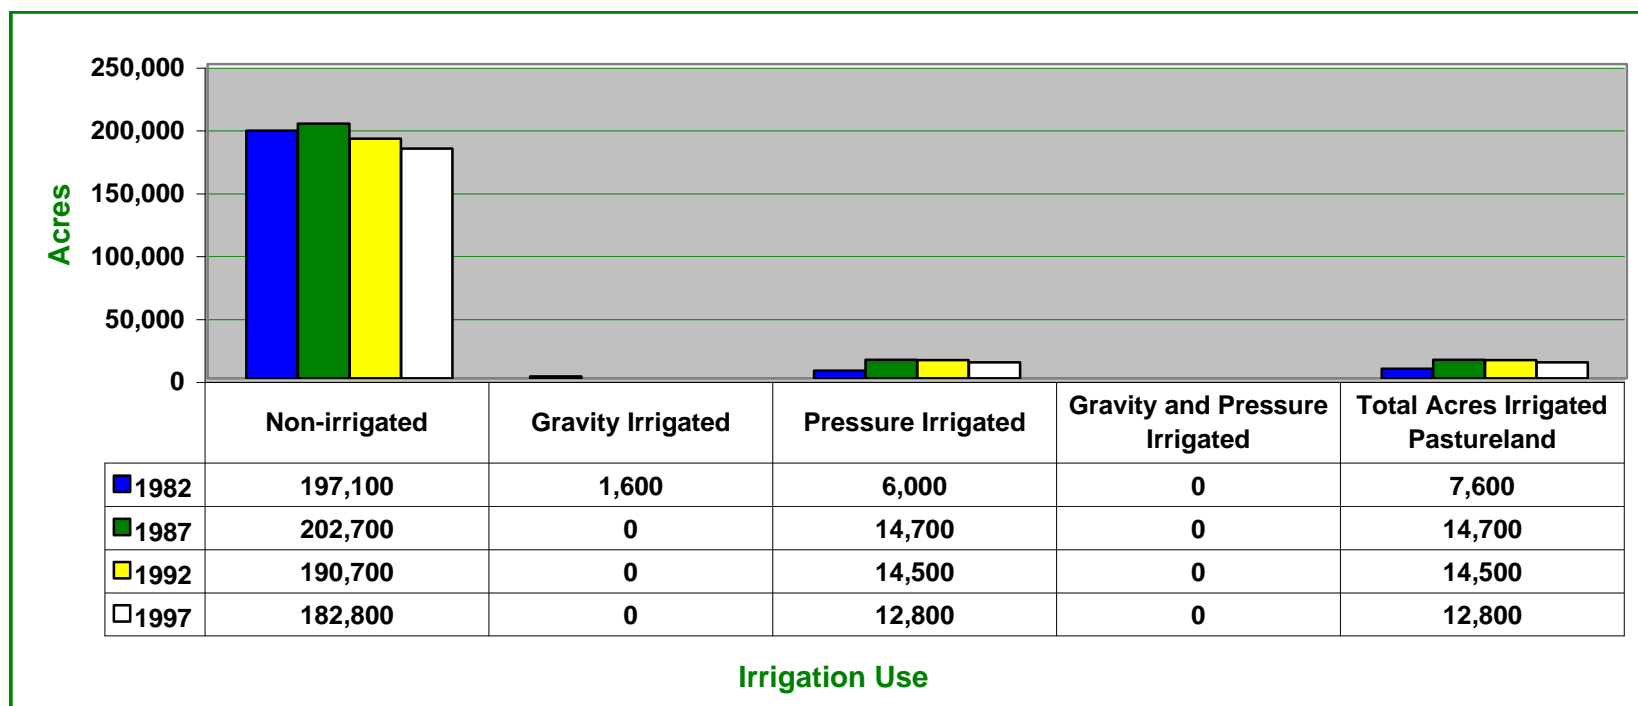 250,000
200,000
150,000
100,000
50,000
0
Acres
Non-irrigated
Gravity Irrigated
Pressure Irrigated
Gravity and Pressure
Irrigated
Total Acres Irrigated
Pastureland
1982 197,100 1,600 6,000 0 7,600
1987 202,700 0 14,700 0 14,700
1992 190,700 0 14,500 0 14,500
1997 182,800 0 12,800 0 12,800
Irrigation Use